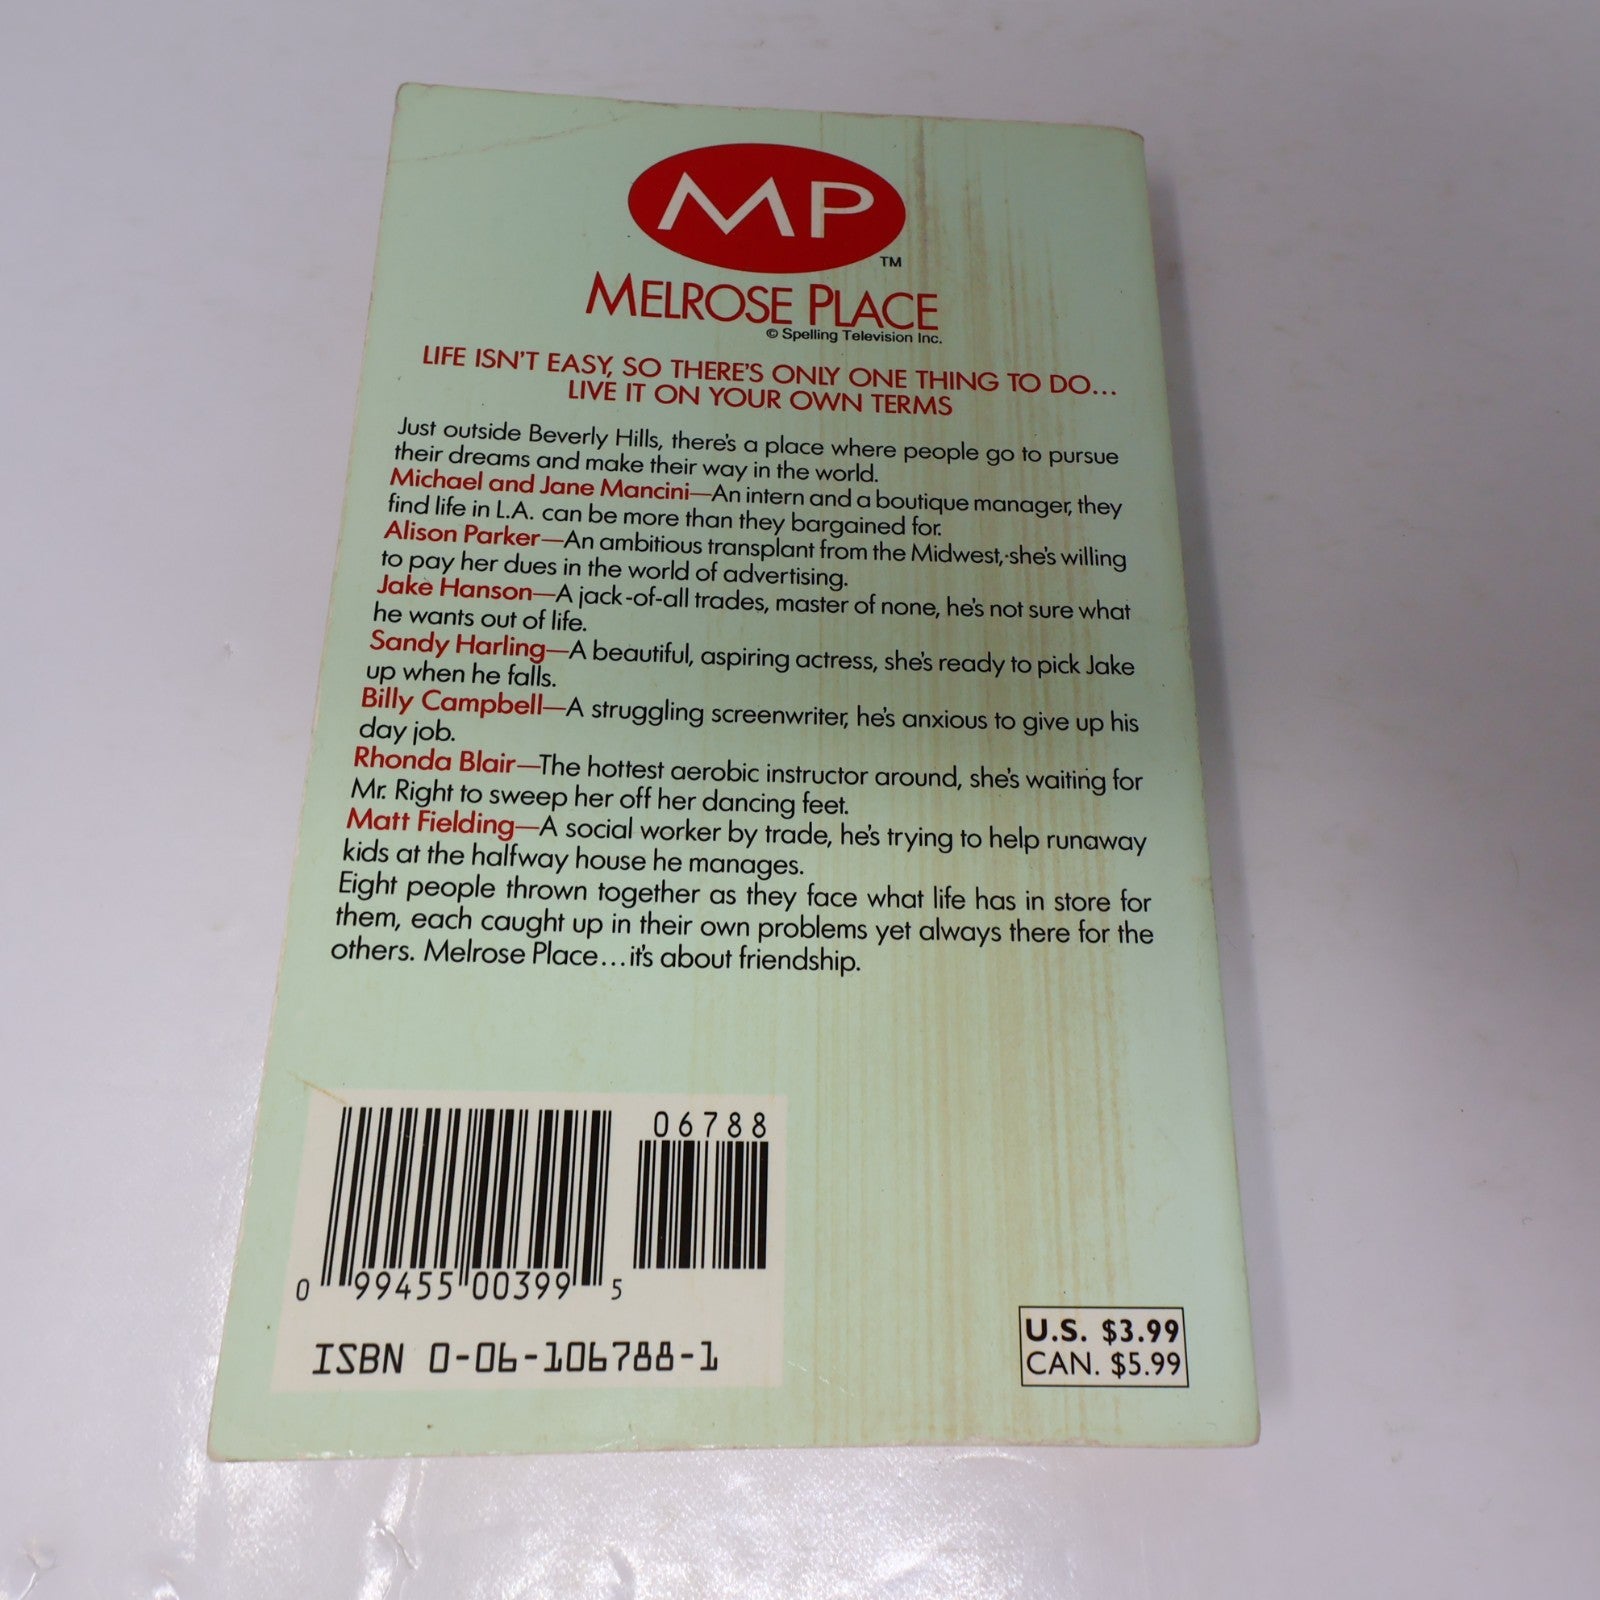 MP
TM
MELROSE PLACE
© Spelling Television Inc.
LIFE ISN'T EASY, SO THERE'S ONLY ONE THING TO DO...
LIVE IT ON YOUR OWN TERMS
Just outside Beverly Hills, there's a place where people go to pursue
their dreams and make their way in the world.
Michael and Jane Mancini—An intern and a boutique manager, they
find life in L.A. can be more than they bargained for.
Alison Parker—An ambitious transplant from the Midwest, she's willing
to pay her dues in the world of advertising.
Jake Hanson—A jack-of-all trades, master of none, he's not sure what
he wants out of life.
Sandy Harling—A beautiful, aspiring actress, she's ready to pick Jake
up when he falls.
Billy Campbell—A struggling screenwriter, he's anxious to give up his
day job.
Rhonda Blair—The hottest aerobic instructor around, she's waiting for
Mr. Right to sweep her off her dancing feet.
Matt Fielding—A social worker by trade, he's trying to help runaway
kids at the halfway house he manages.
Eight people thrown together as they face what life has in store for
them, each caught up in their own problems yet always there for the
others. Melrose Place...it's about friendship.
06788
0 99455 00399 5
ISBN 0-06-106788-1
U.S. $3.99
CAN. $5.99